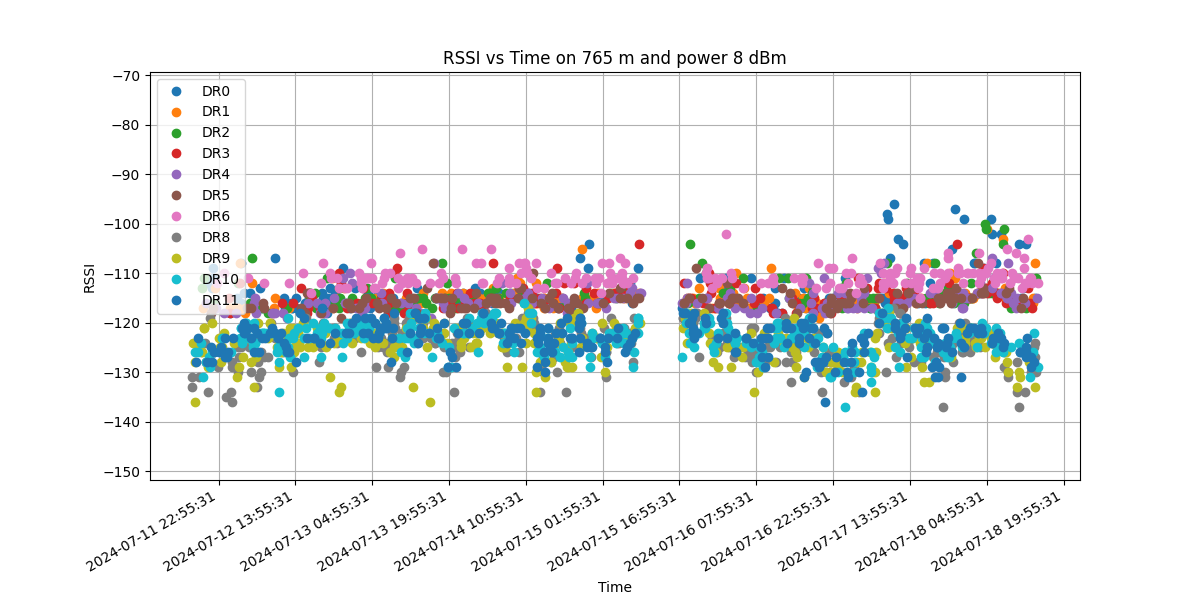 RSSI vs Time on 765 m and power 8 dBm
RSSI
−70
−80
−90
−100
−110
−120
−130
−140
−150
DR0
DR1
DR2
DR3
DR4
DR5
DR6
DR8
DR9
DR10
DR11
2024-07-11 22:55:31
2024-07-12 13:55:31
2024-07-13 04:55:31
2024-07-13 19:55:31
2024-07-14 10:55:31
2024-07-15 01:55:31
2024-07-15 16:55:31
2024-07-16 07:55:31
2024-07-16 22:55:31
2024-07-17 13:55:31
2024-07-18 04:55:31
2024-07-18 19:55:31
Time